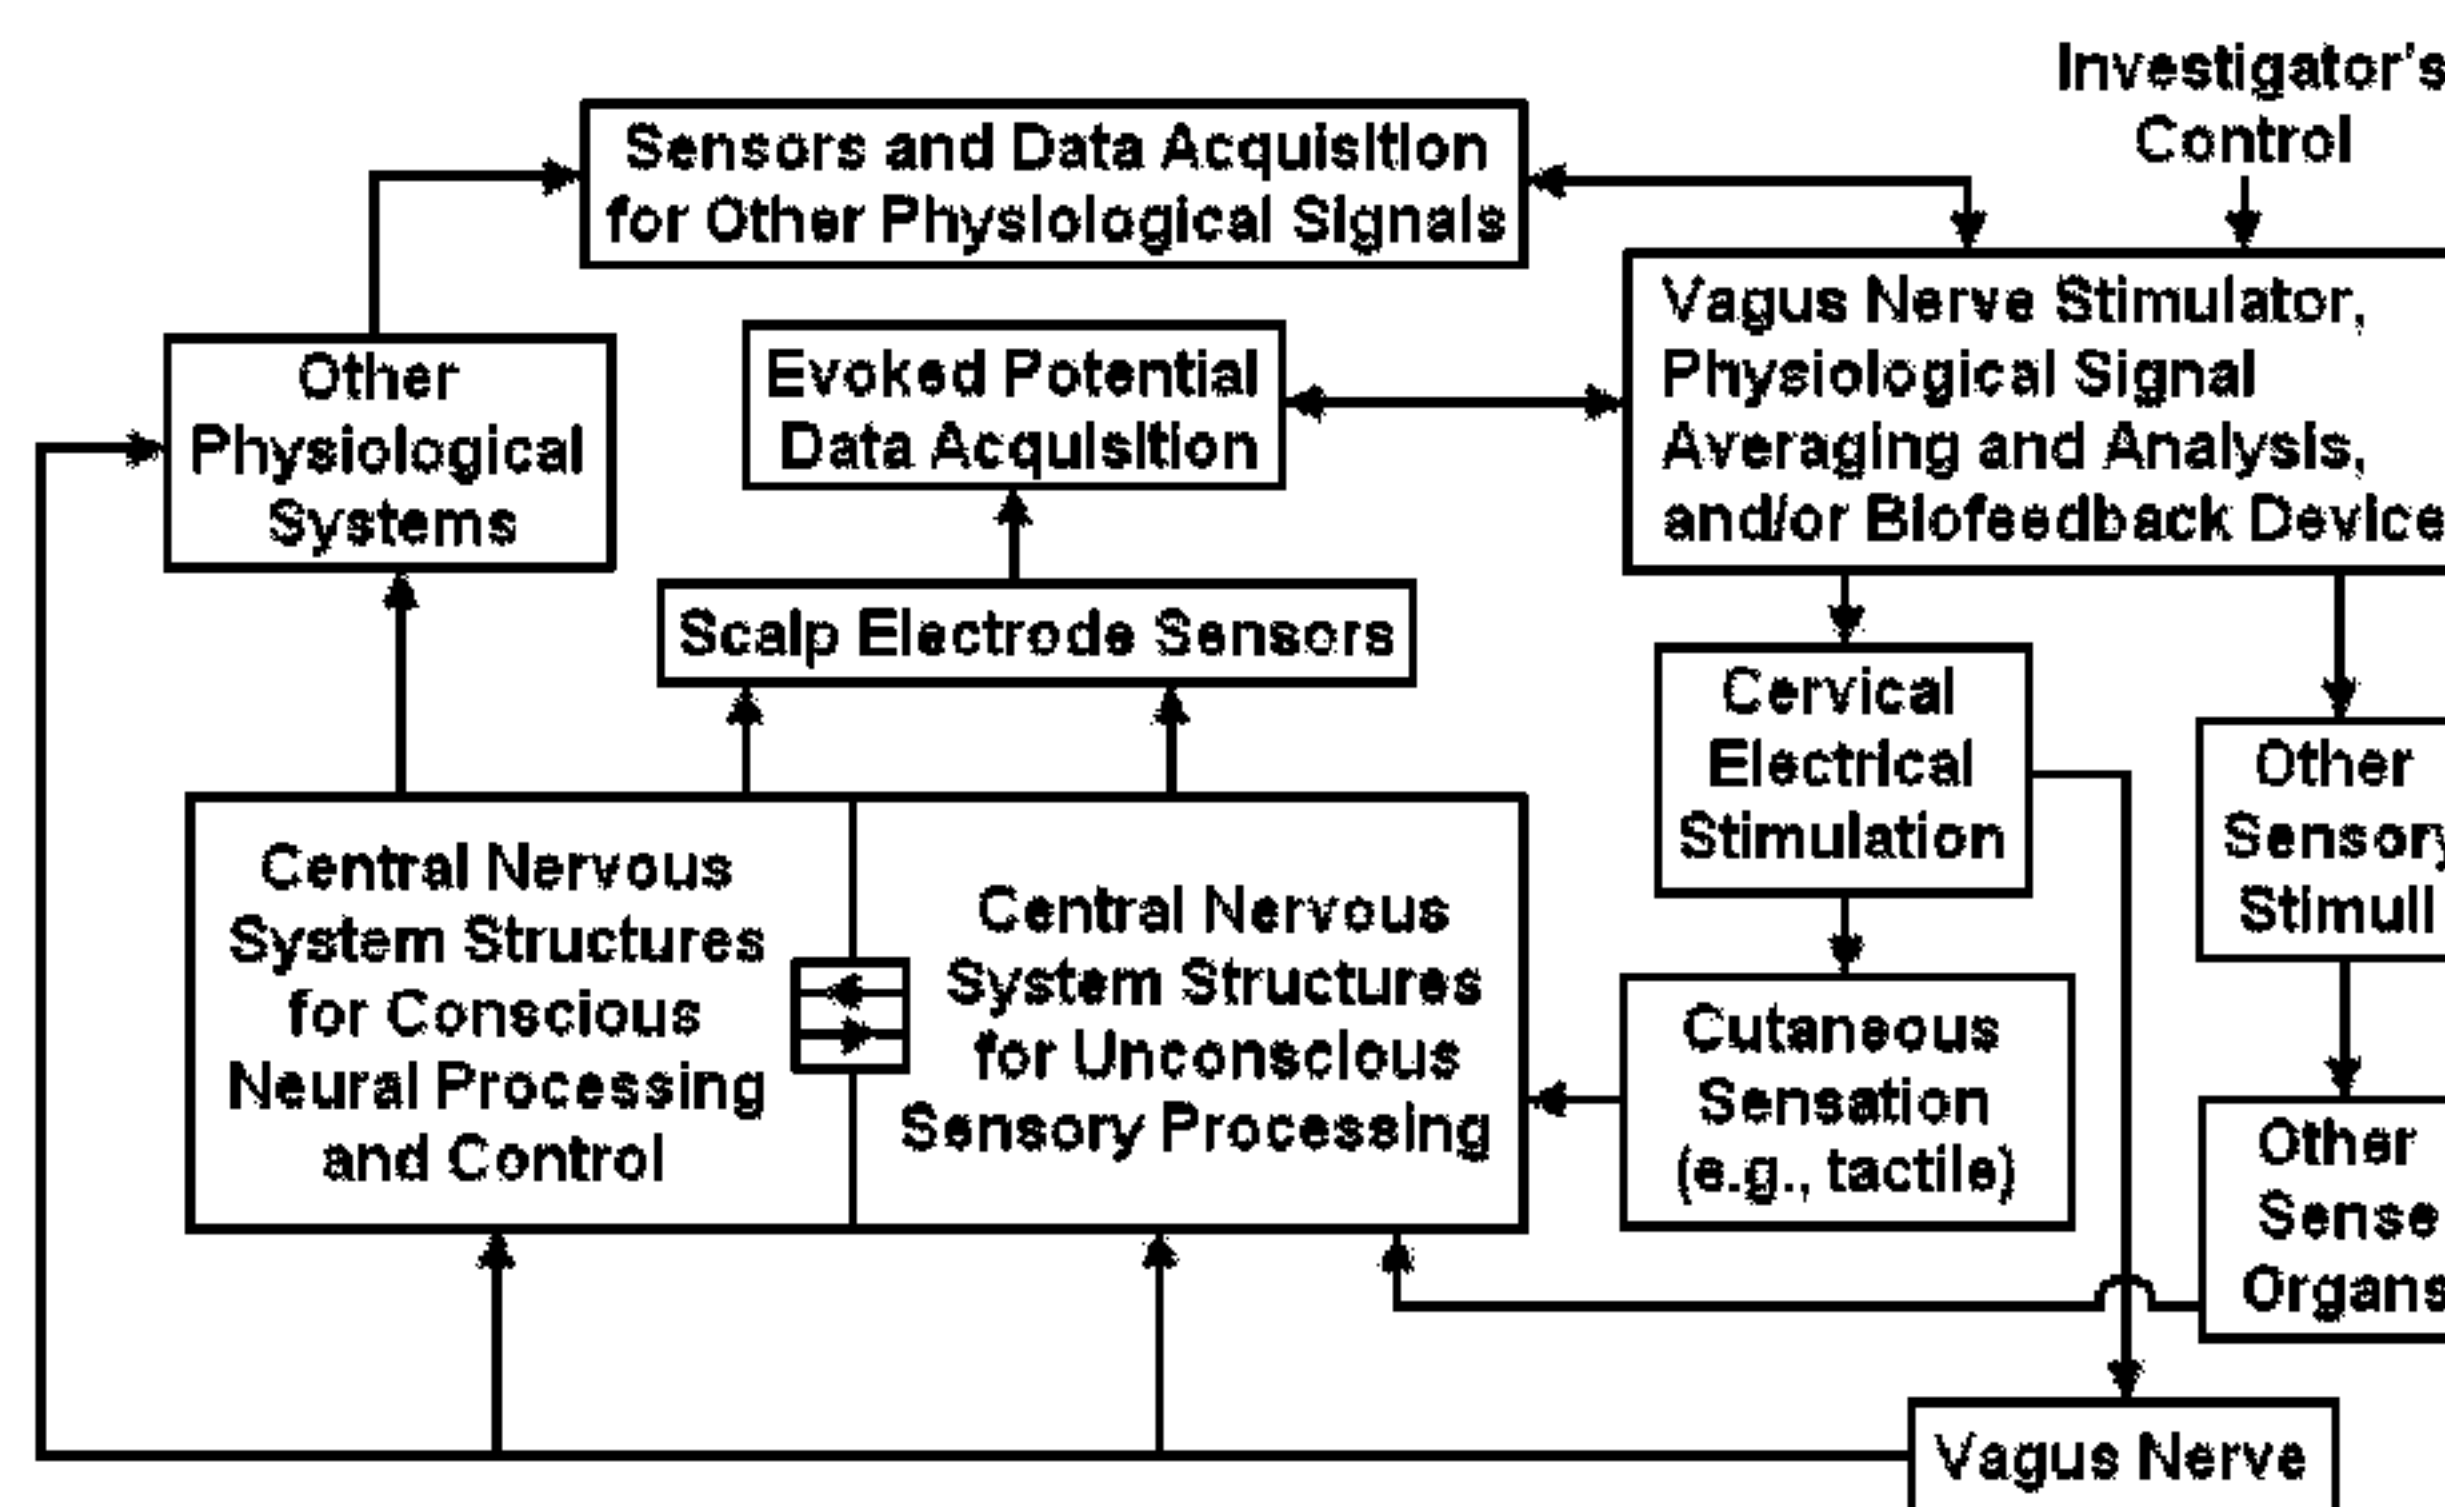 Investigator's
Control
Sensors and Data Acquisition
for Other Physiological Signals
Vagus Nerve Stimulator,
Physiological Signal
Averaging and Analysis,
and/or Biofeedback Device
Other
Physiological
Systems
Evoked Potential
Data Acquisition
Scalp Electrode Sensors
Cervical
Electrical
Stimulation
Other
Sensory
Stimuli
Central Nervous
System Structures
for Conscious
Neural Processing
and Control
Central Nervous
System Structures
for Unconscious
Sensory Processing
Cutaneous
Sensation
(e.g., tactile)
Other
Sense
Organs
Vagus Nerve